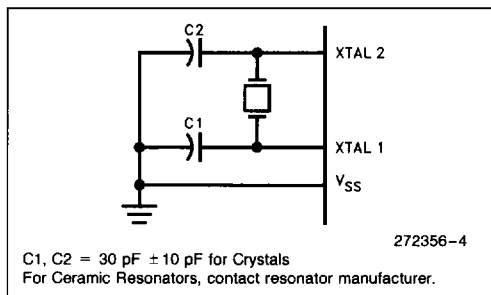 C2
XTAL 2
C1
XTAL 1
VSS
272356–4
C1, C2 = 30 pF ±10 pF for Crystals
For Ceramic Resonators, contact resonator manufacturer.